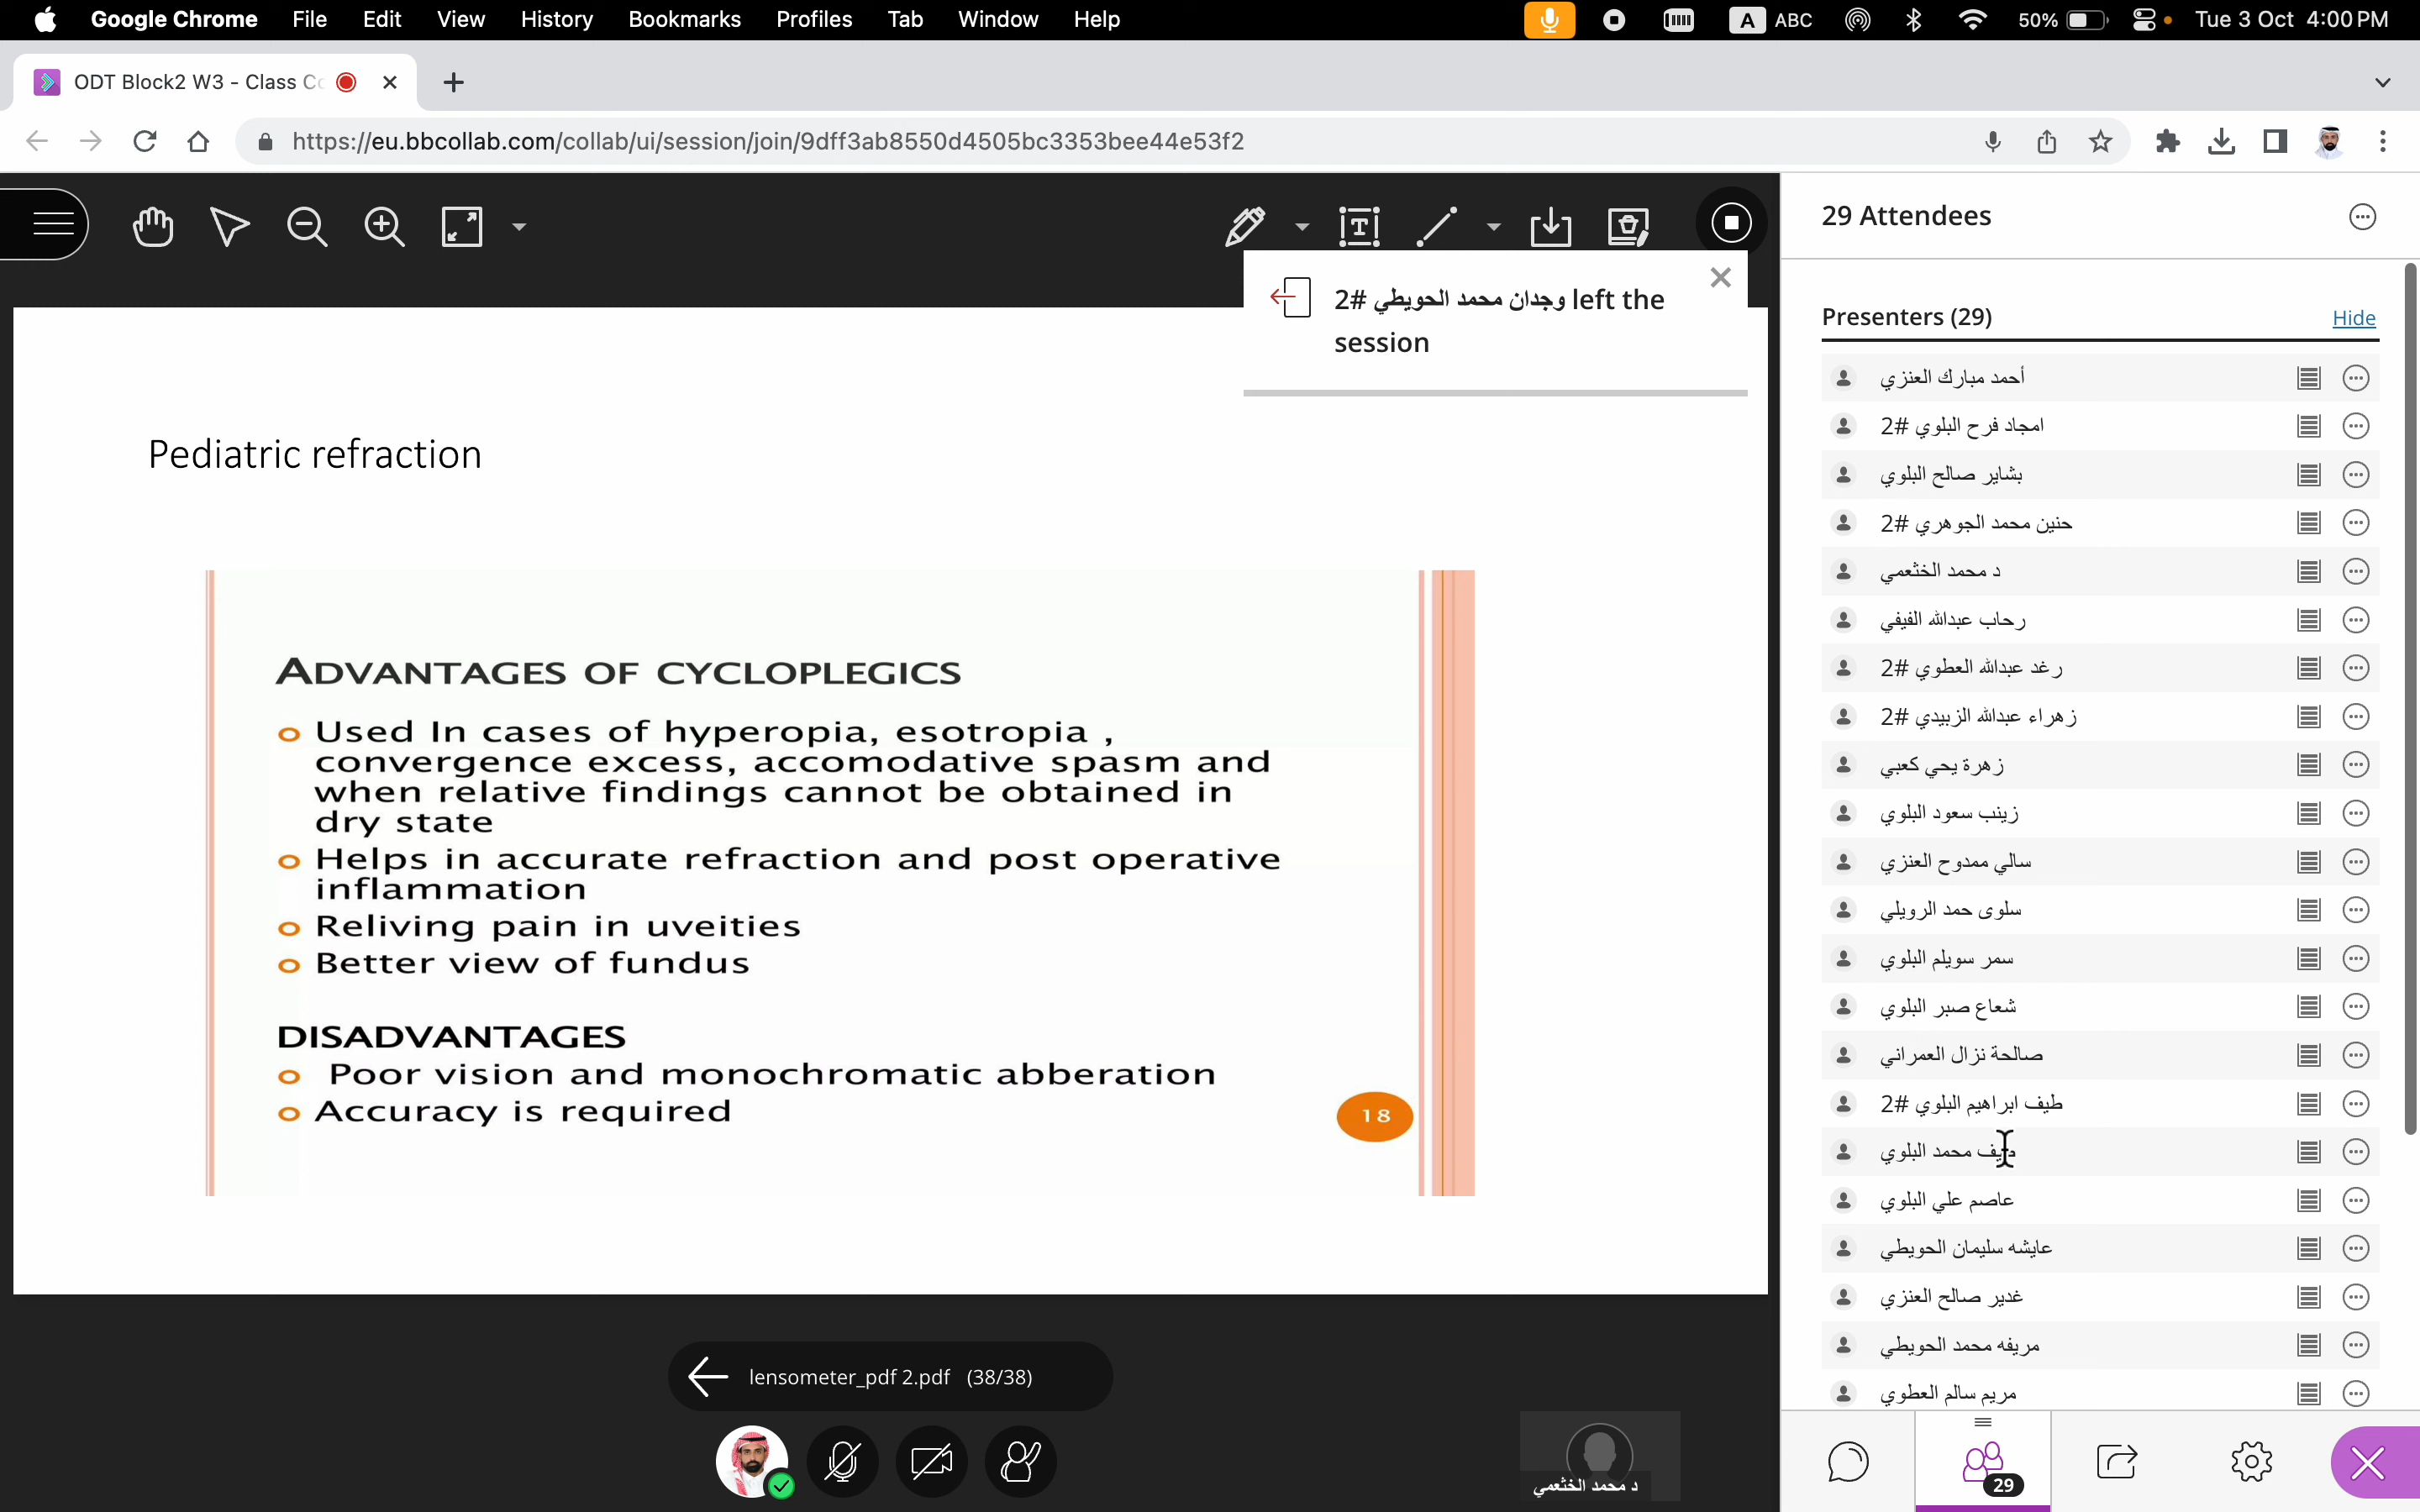 Google Chrome File Edit View History Bookmarks Profiles Tab Window Help A ABC 50% Tue 3 Oct 4:00 PM
ODT Block2 W3 - Class Co
https://eu.bbcollab.com/collab/ui/session/join/9dff3ab8550d4505bc3353bee44e53f2
وجدان محمد الحويطي #2 left the
session
Pediatric refraction
ADVANTAGES OF CYCLOPLEGICS
Used In cases of hyperopia, esotropia ,
convergence excess, accomodative spasm and
when relative findings cannot be obtained in
dry state
Helps in accurate refraction and post operative
inflammation
Reliving pain in uveities
Better view of fundus
DISADVANTAGES
Poor vision and monochromatic abberation
Accuracy is required
18
lensometer_pdf 2.pdf (38/38)
د محمد الخثعمي
29 Attendees
Presenters (29) Hide
أحمد مبارك العنزي
امجاد فرح البلوي #2
بشاير صالح البلوي
حنين محمد الجوهري #2
د محمد الخثعمي
رحاب عبدالله الفيفي
رغد عبدالله العطوي #2
زهراء عبدالله الزبيدي #2
زهرة يحي كعبي
زينب سعود البلوي
سالي ممدوح العنزي
سلوى حمد الرويلي
سمر سويلم البلوي
شعاع صبر البلوي
صالحة نزال العمراني
طيف ابراهيم البلوي #2
محمد البلوي
عاصم علي البلوي
عايشه سليمان الحويطي
غدير صالح العنزي
مريفه محمد الحويطي
مريم سالم العطوي
29